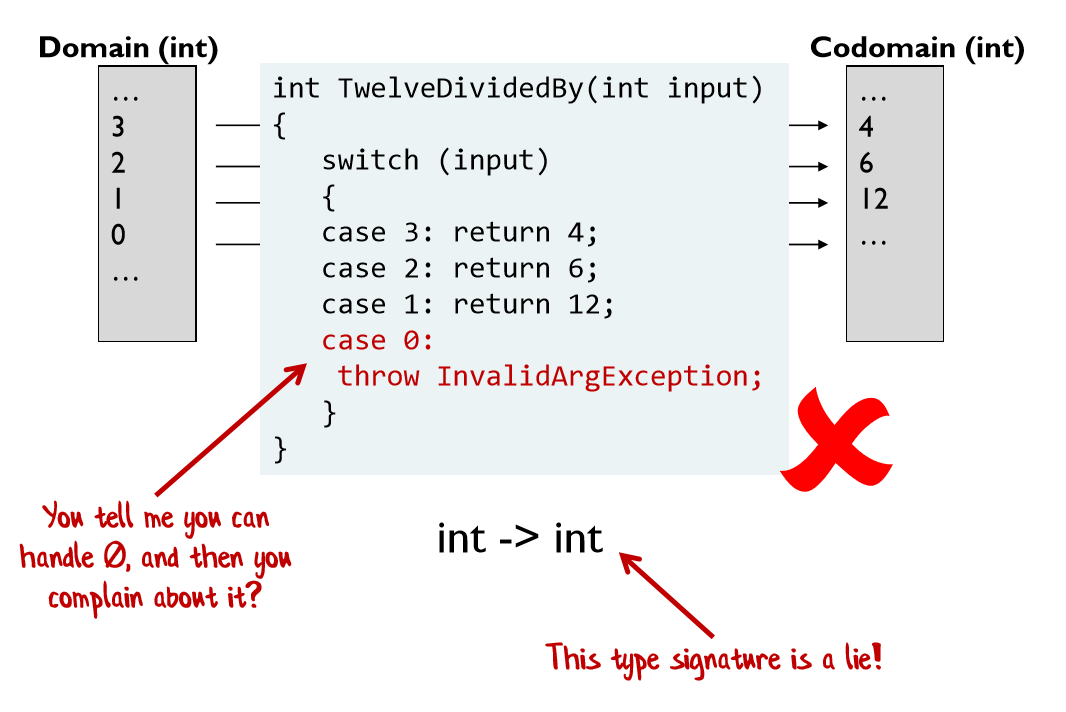 Domain (int)
Codomain (int)
…
3
2
1
0
…
int TwelveDividedBy(int input)
{
switch (input)
{
case 3: return 4;
case 2: return 6;
case 1: return 12;
case 0:
throw InvalidArgException;
}
}
…
4
6
12
…
You tell me you can
handle 0, and then you
complain about it?
int -> int
This type signature is a lie!